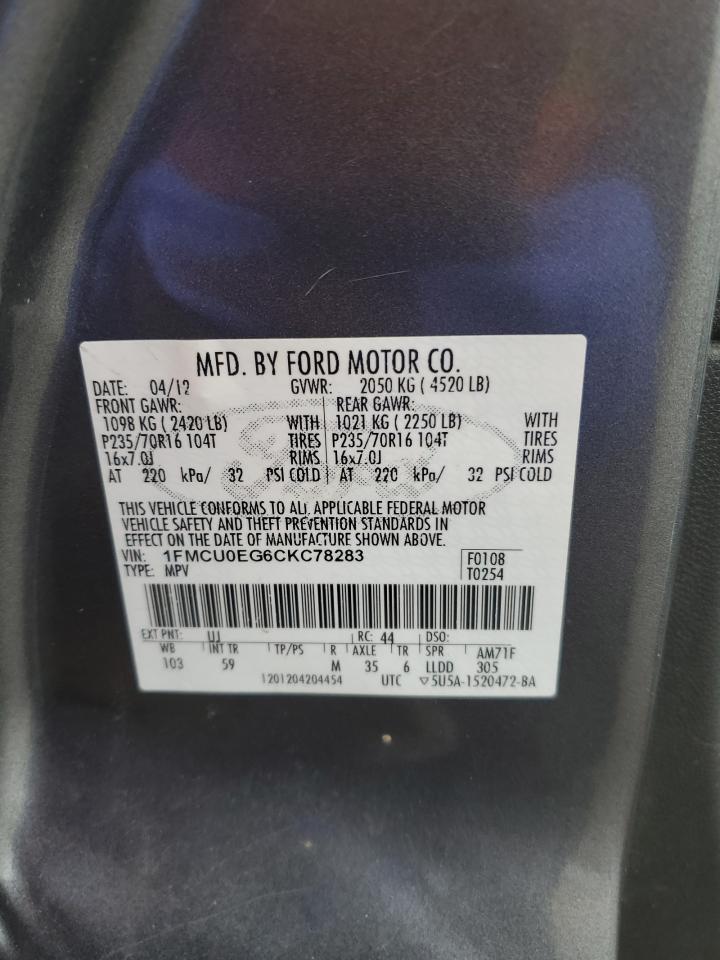 MFD. BY FORD MOTOR CO.
DATE: 04/12 GVWR: 2050 KG ( 4520 LB)
FRONT GAWR: REAR GAWR:
1098 KG ( 2420 LB) WITH 1021 KG ( 2250 LB) WITH
P235/70R16 104T TIRES P235/70R16 104T TIRES
16x7.0J RIMS 16x7.0J RIMS
AT 220 kPa/ 32 PSI COLD AT 220 kPa/ 32 PSI COLD
THIS VEHICLE CONFORMS TO ALL APPLICABLE FEDERAL MOTOR
VEHICLE SAFETY AND THEFT PREVENTION STANDARDS IN
EFFECT ON THE DATE OF MANUFACTURE SHOWN ABOVE.
VIN: 1FMCU0EG6CKC78283 F0108
TYPE: MPV T0254
EXT PNT: UJ RC: 44 DSO:
WB INT TR TP/PS R AXLE TR SPR AM71F
103 59 M 35 6 LLDD 305
1201204204454 UTC ▽5U5A-1520472-BA